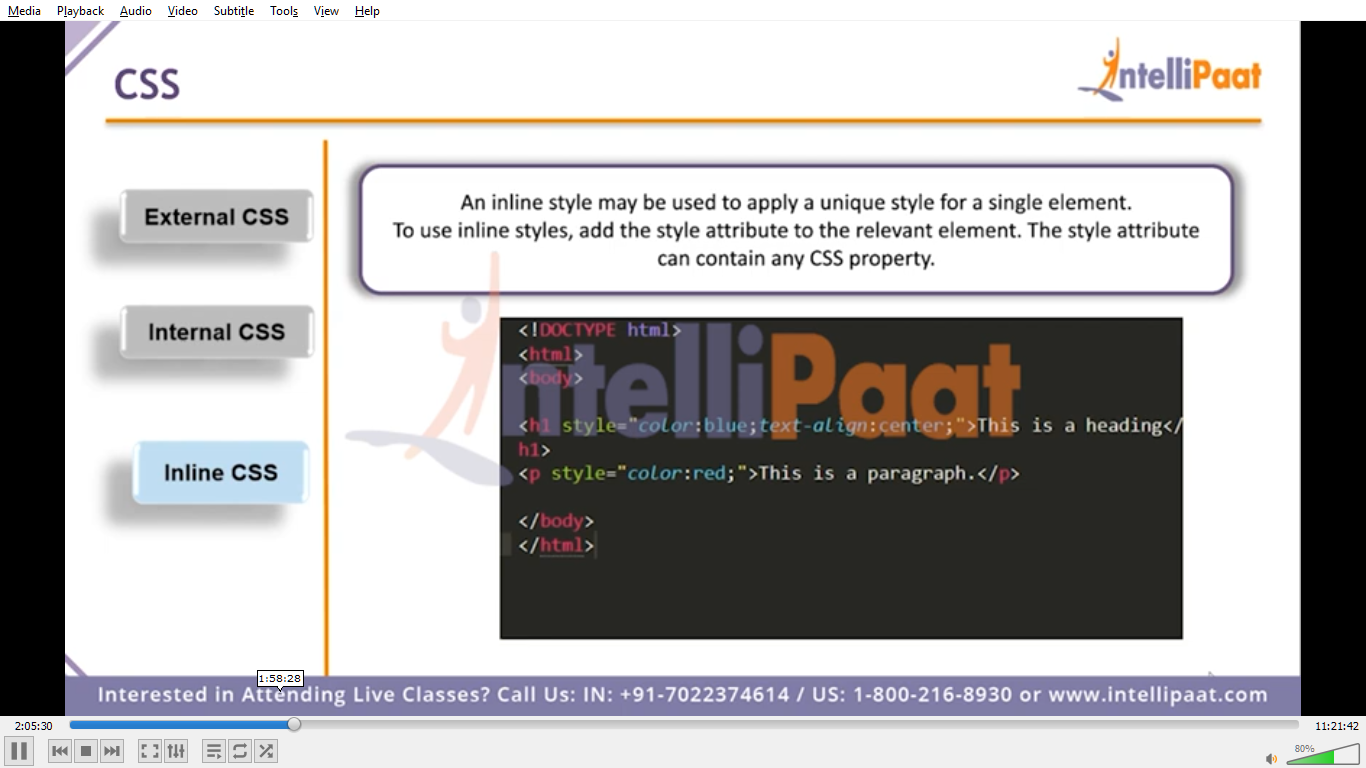 Media Playback Audio Video Subtitle Tools View Help
CSS
IntelliPaat
External CSS
Internal CSS
Inline CSS
An inline style may be used to apply a unique style for a single element.
To use inline styles, add the style attribute to the relevant element. The style attribute
can contain any CSS property.
IntelliPaat
<!DOCTYPE html>
<html>
<body>
<h1 style="color:blue;text-align:center;">This is a heading</
h1>
<p style="color:red;">This is a paragraph.</p>
</body>
</html>
1:58:28
Interested in Attending Live Classes? Call Us: IN: +91-7022374614 / US: 1-800-216-8930 or www.intellipaat.com
2:05:30 11:21:42
80%